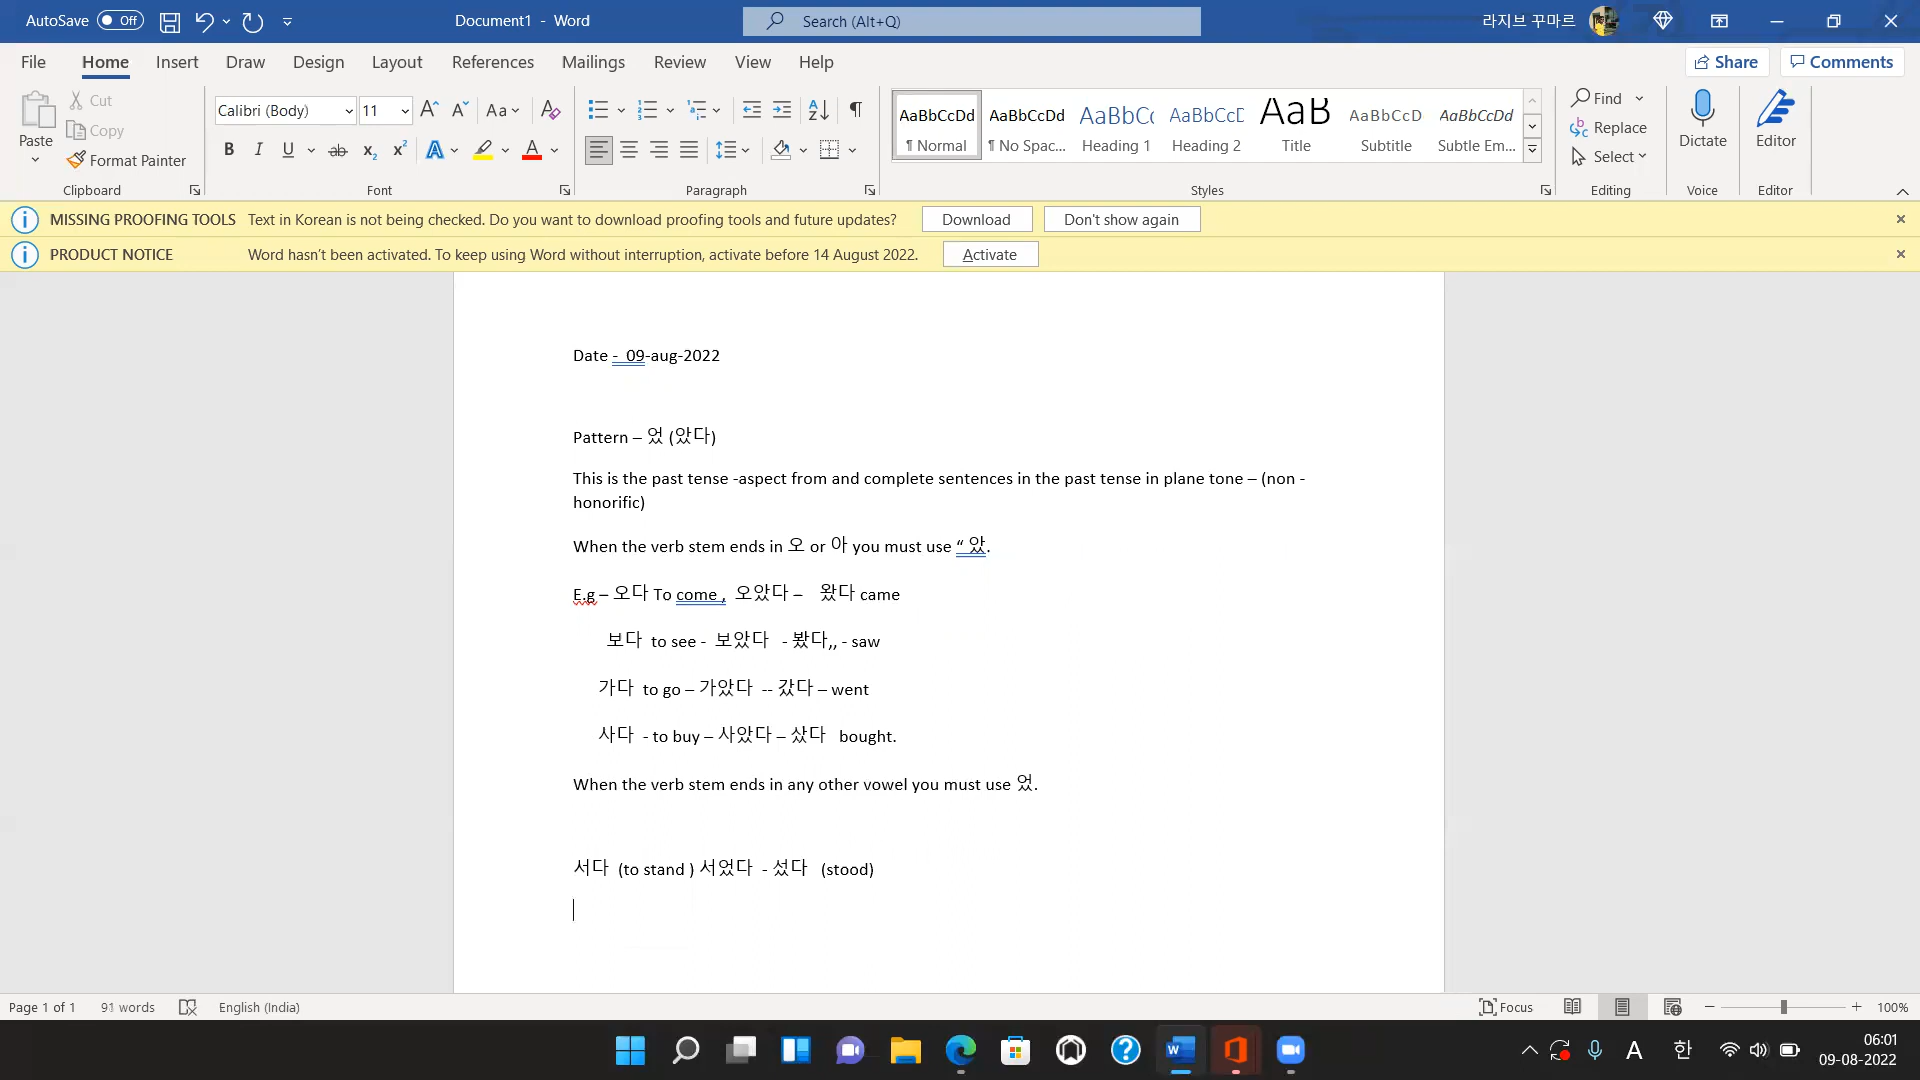 AutoSave Off Document1 - Word Search (Alt+Q) 라지브 꾸마르
File Home Insert Draw Design Layout References Mailings Review View Help Share Comments
Paste Cut Copy Format Painter Clipboard
Calibri (Body) 11 Aa
B I U ab x₂ x² A A Font
Paragraph
AaBbCcDd AaBbCcDd AaBbCc AaBbCcD AaB AaBbCcD AaBbCcDd
¶ Normal ¶ No Spac... Heading 1 Heading 2 Title Subtitle Subtle Em...
Styles
Find Replace Select Editing
Dictate Voice
Editor Editor
MISSING PROOFING TOOLS Text in Korean is not being checked. Do you want to download proofing tools and future updates? Download Don't show again
PRODUCT NOTICE Word hasn't been activated. To keep using Word without interruption, activate before 14 August 2022. Activate
Date - 09-aug-2022
Pattern – 었 (았다)
This is the past tense -aspect from and complete sentences in the past tense in plane tone – (non -
honorific)
When the verb stem ends in 오 or 아 you must use “ 았.
E.g – 오다 To come , 오았다 – 왔다 came
보다 to see - 보았다 - 봤다,, - saw
가다 to go – 가았다 -- 갔다 – went
사다 - to buy – 사았다 – 샀다 bought.
When the verb stem ends in any other vowel you must use 었.
서다 (to stand ) 서었다 - 섰다 (stood)
Page 1 of 1 91 words English (India) Focus 100%
A 한 06:01
09-08-2022